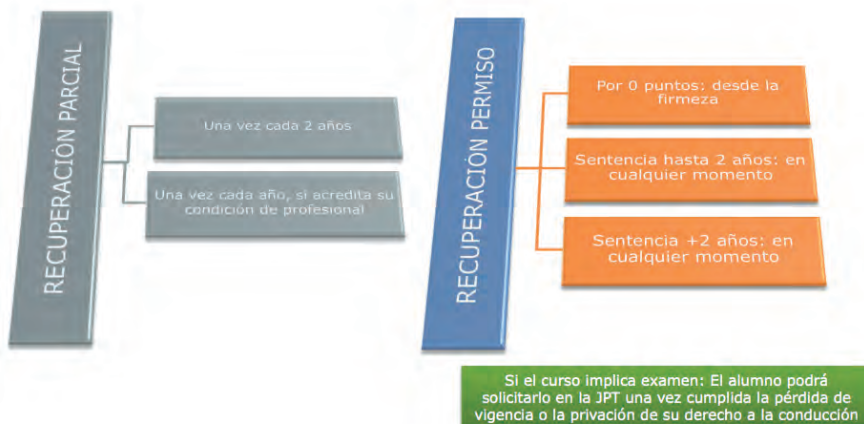 RECUPERACIÓN PARCIAL
Una vez cada 2 años
Una vez cada año, si acredita su
condición de profesional
RECUPERACIÓN PERMISO
Por 0 puntos: desde la
firmeza
Sentencia hasta 2 años: en
cualquier momento
Sentencia +2 años: en
cualquier momento
Si el curso implica examen: El alumno podrá
solicitarlo en la JPT una vez cumplida la pérdida de
vigencia o la privación de su derecho a la conducción